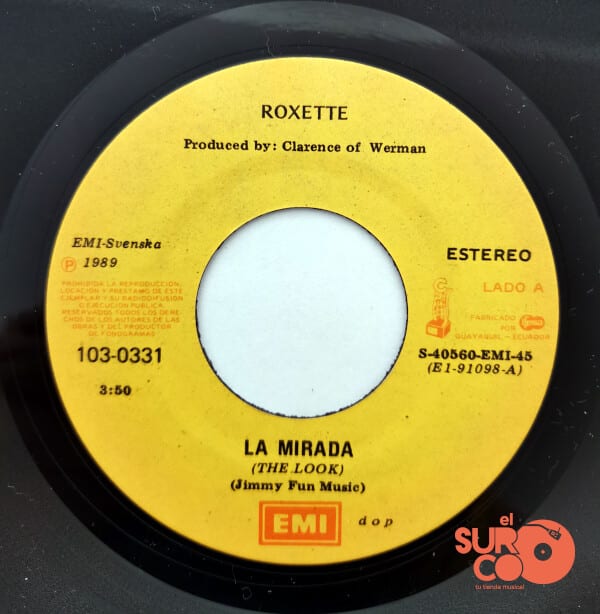 ROXETTE
Produced by: Clarence of Werman
EMI-Svenska
Ⓟ 1989
PROHIBIDA LA REPRODUCCION,
LOCACION Y PRESTAMO DE ESTE
EJEMPLAR Y SU RADIODIFUSION
O EJECUCION PUBLICA.
RESERVADOS TODOS LOS DERE-
CHOS DE LOS AUTORES DE LAS
OBRAS Y DEL PRODUCTOR
DE FONOGRAMAS
103-0331
3:50
ESTEREO
LADO A
FABRICADO
POR
GUAYAQUIL - ECUADOR
S-40560-EMI-45
(E1-91098-A)
LA MIRADA
(THE LOOK)
(Jimmy Fun Music)
EMI dop
el
SURCO
tu tienda musical